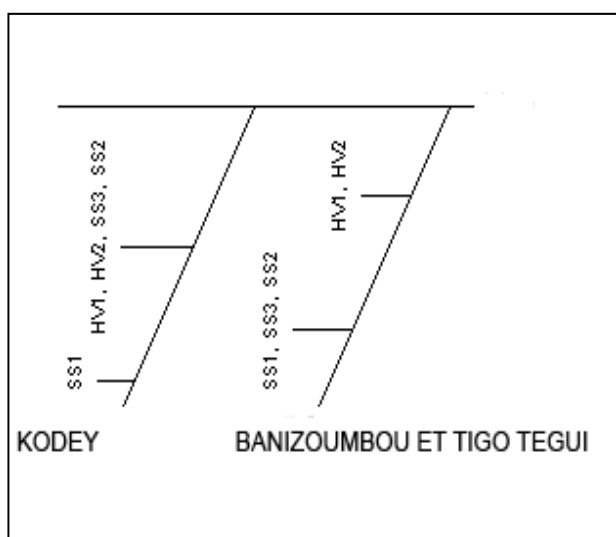 HV1, HV2, SS3, SS2
SS1
HV1, HV2
SS1, SS3, SS2
KODEY
BANIZOUMBOU ET TIGO TEGUI